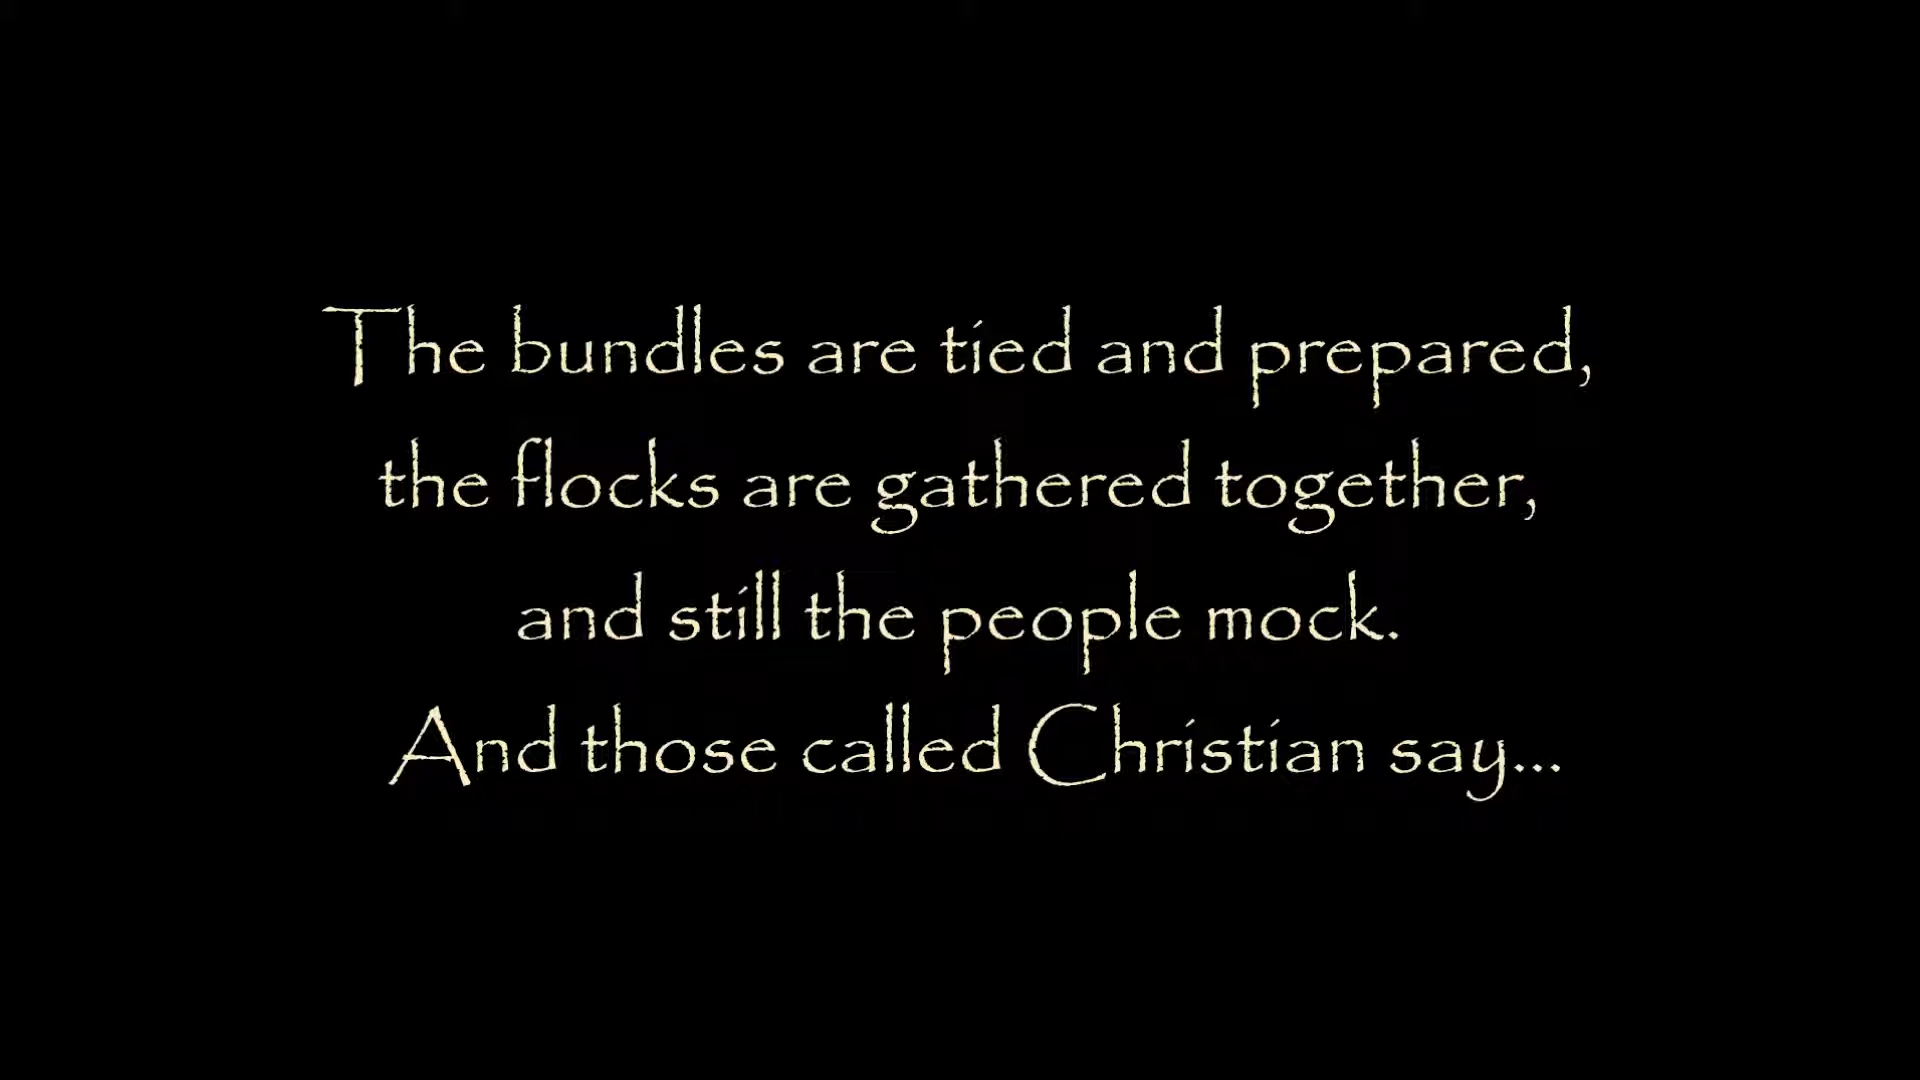 The bundles are tied and prepared,
the flocks are gathered together,
and still the people mock.
And those called Christian say...